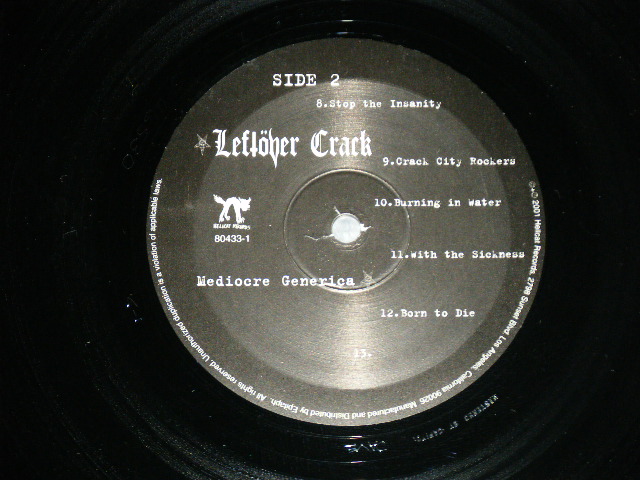 SIDE 2
8.Stop the Insanity
Leftöver Crack
9.Crack City Rockers
10.Burning in Water
HELLCAT RECORDS
80433-1
11.With the Sickness
Mediocre Generica
12.Born to Die
13.
℗©2001 Hellcat Records, 2798 Sunset Blvd, Los Angeles, California 90026 Manufactured and Distributed by Epitaph. All rights reserved. Unauthorized duplication is a violation of applicable laws.